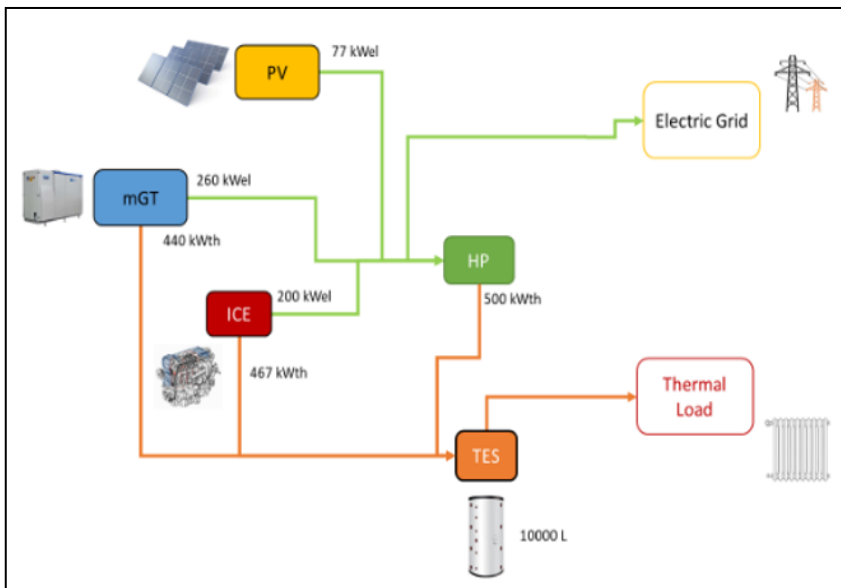 77 kWel
PV
Electric Grid
260 kWel
mGT
440 kWth
HP
200 kWel
500 kWth
ICE
467 kWth
Thermal
Load
TES
10000 L